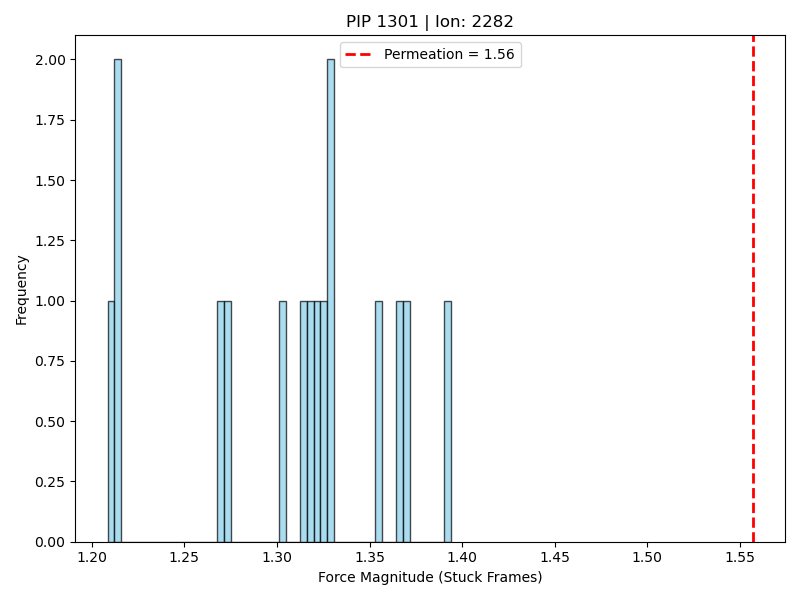 PIP 1301 | Ion: 2282
Permeation = 1.56
2.00
1.75
1.50
1.25
1.00
0.75
0.50
0.25
0.00
Frequency
1.20 1.25 1.30 1.35 1.40 1.45 1.50 1.55
Force Magnitude (Stuck Frames)